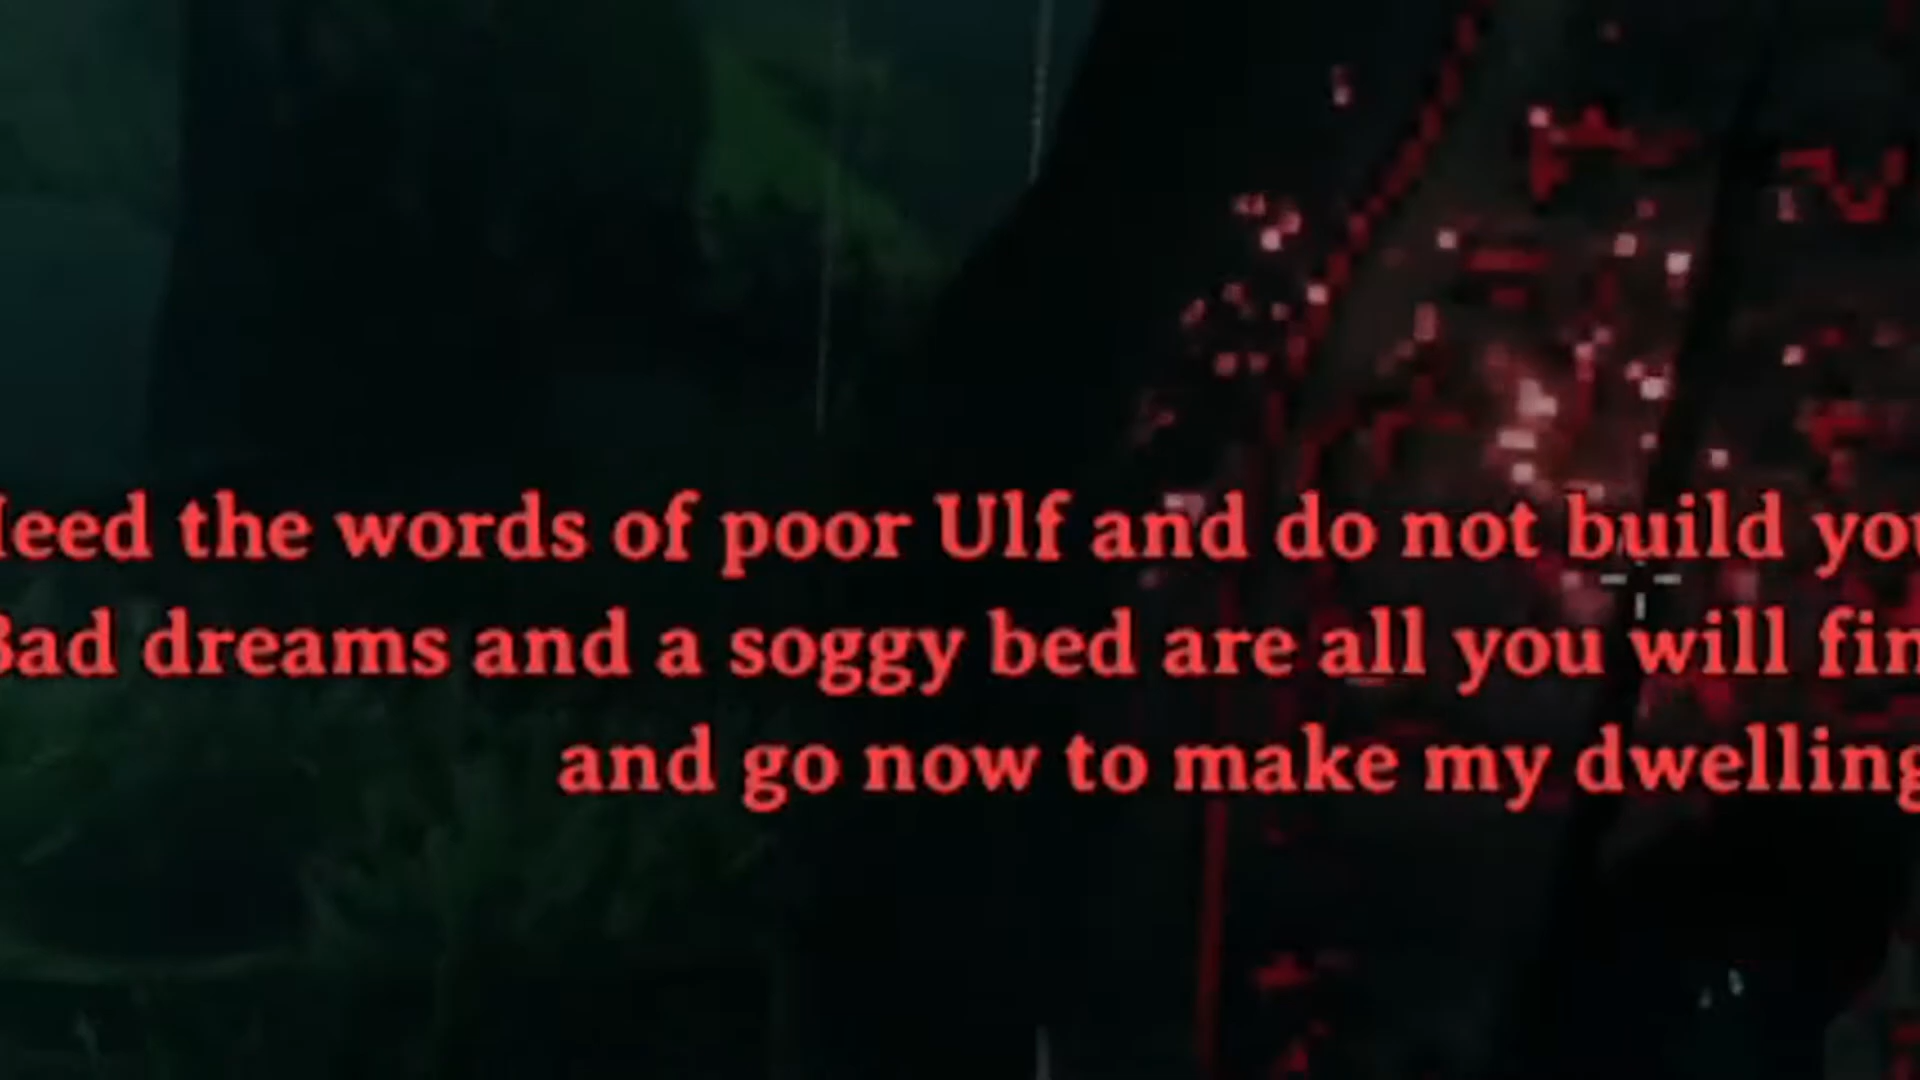 eed the words of poor Ulf and do not build you
Bad dreams and a soggy bed are all you will fin
and go now to make my dwelling